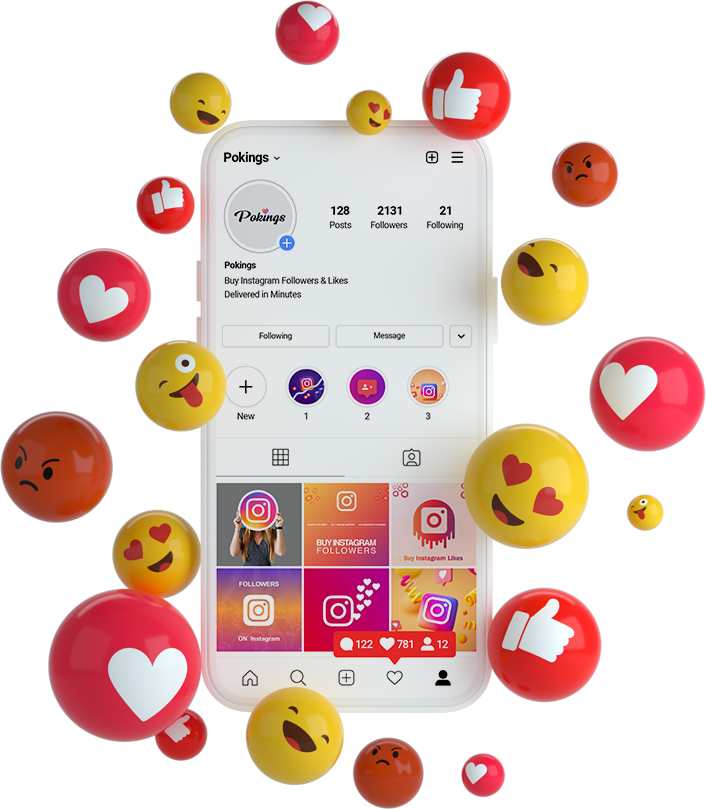 Pokings
Pokings
128 2131 21
Posts Followers Following
Pokings
Buy Instagram Followers & Likes
Delivered in Minutes
Following Message
New 1 2 3
BUY INSTAGRAM
FOLLOWERS
Buy Instagram Likes
FOLLOWERS
ON Instagram
122 781 12